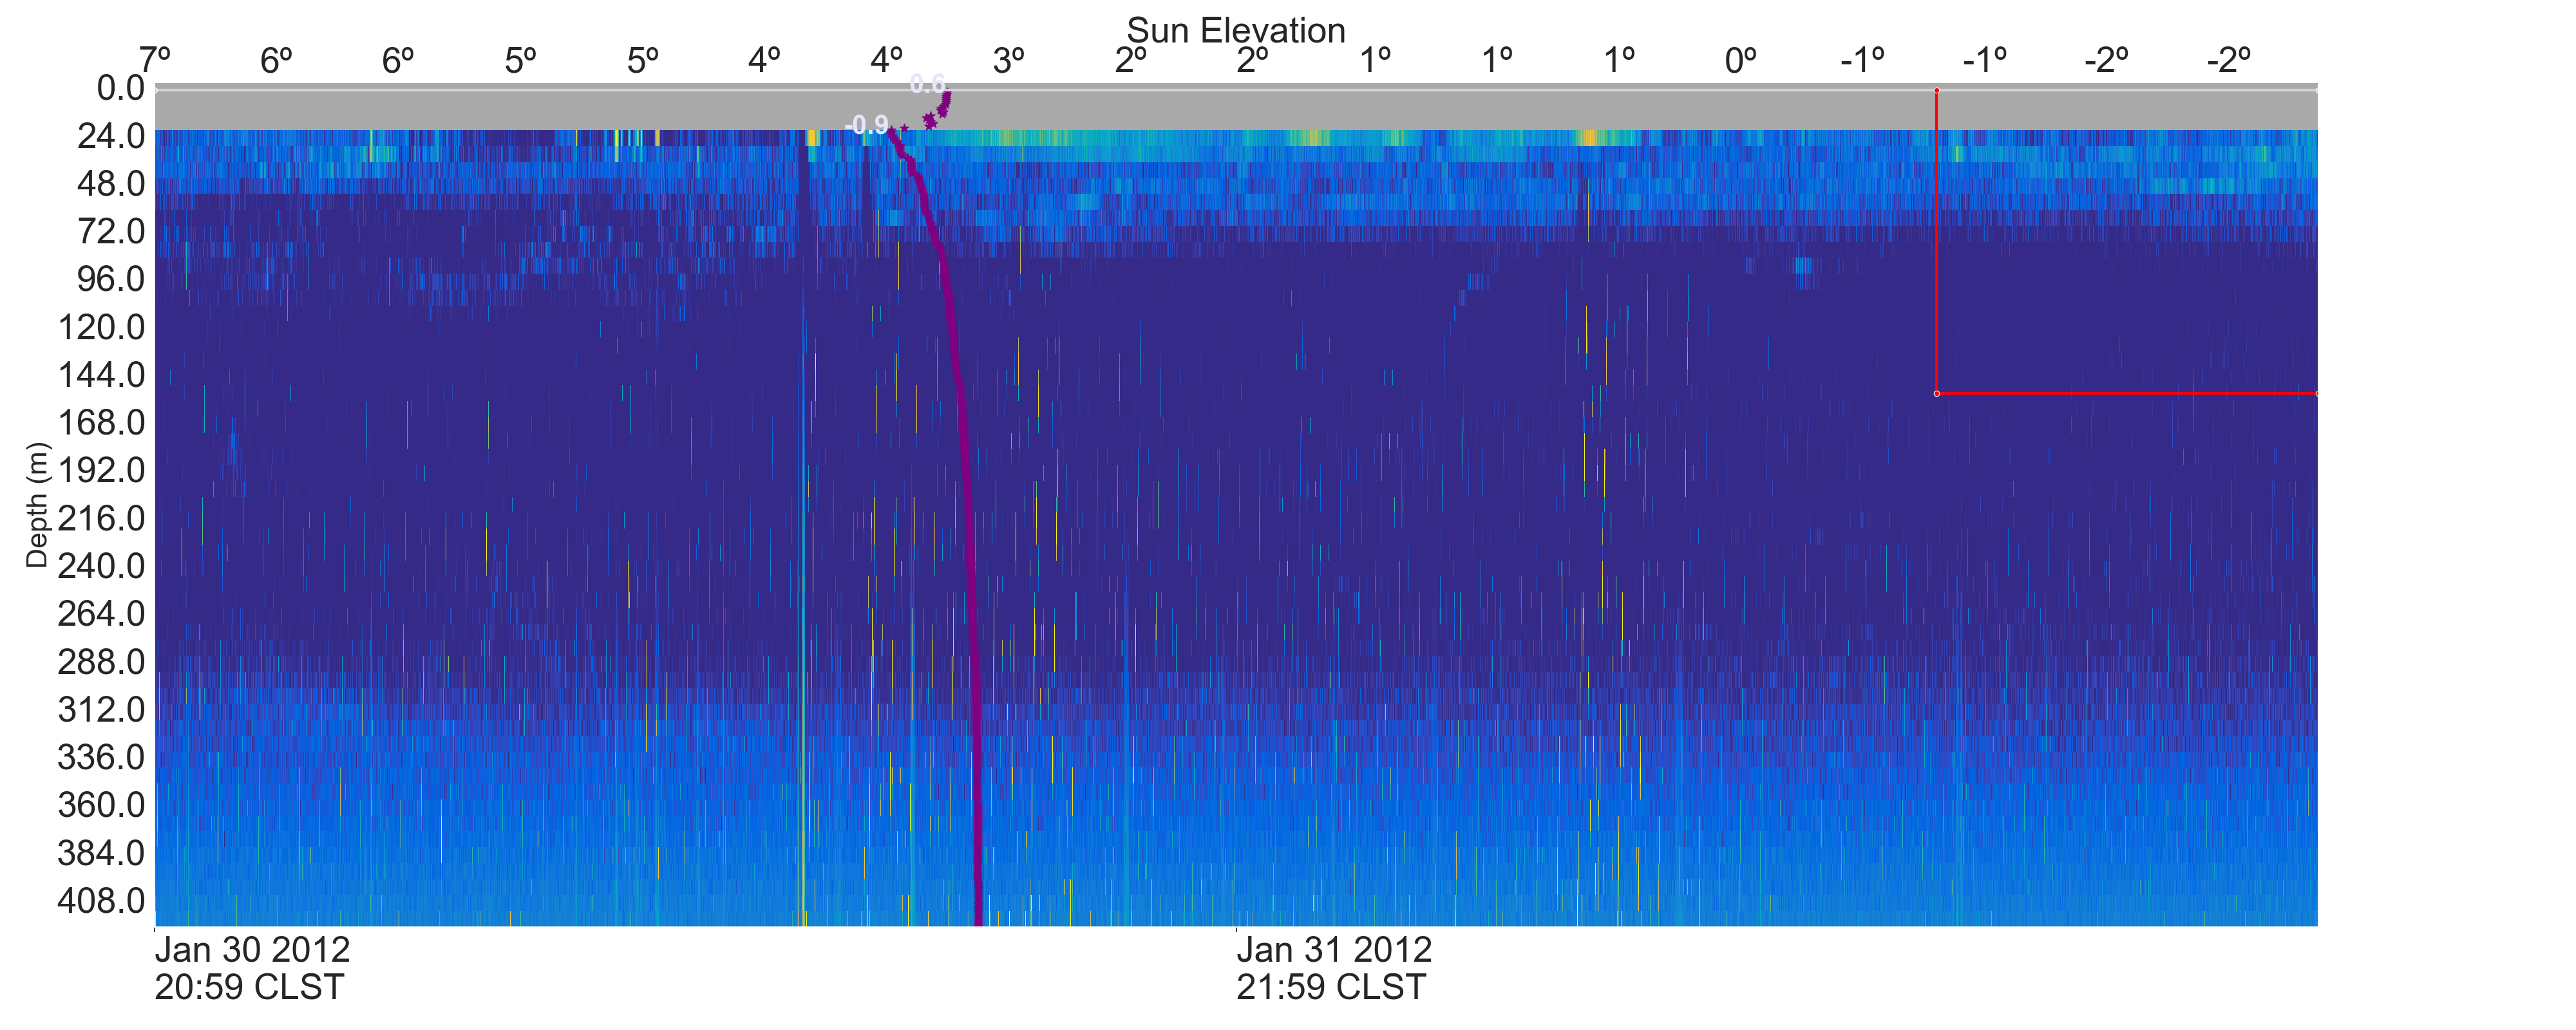 Sun Elevation
7º 6º 6º 5º 5º 4º 4º 3º 2º 2º 1º 1º 1º 0º -1º -1º -2º -2º
0.6
-0.9
0.0
24.0
48.0
72.0
96.0
120.0
144.0
168.0
192.0
216.0
240.0
264.0
288.0
312.0
336.0
360.0
384.0
408.0
Depth (m)
Jan 30 2012
20:59 CLST
Jan 31 2012
21:59 CLST